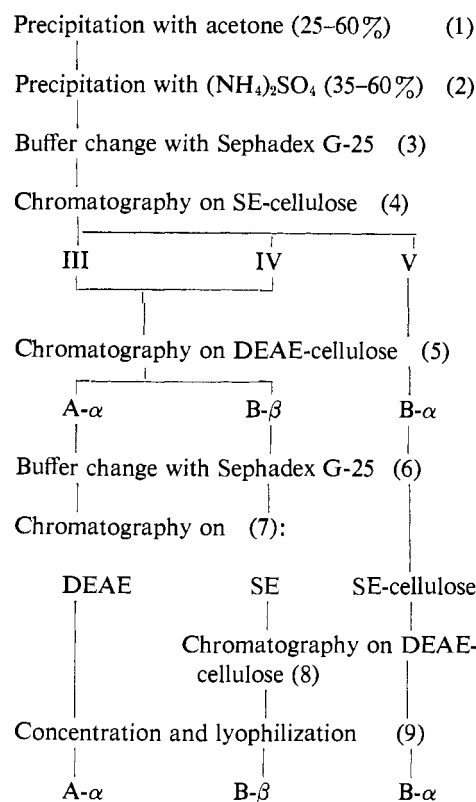 Precipitation with acetone (25–60%) (1)
Precipitation with (NH₄)₂SO₄ (35–60%) (2)
Buffer change with Sephadex G-25 (3)
Chromatography on SE-cellulose (4)
III IV V
Chromatography on DEAE-cellulose (5)
A-α B-β B-α
Buffer change with Sephadex G-25 (6)
Chromatography on (7):
DEAE SE SE-cellulose
Chromatography on DEAE-
cellulose (8)
Concentration and lyophilization (9)
A-α B-β B-α